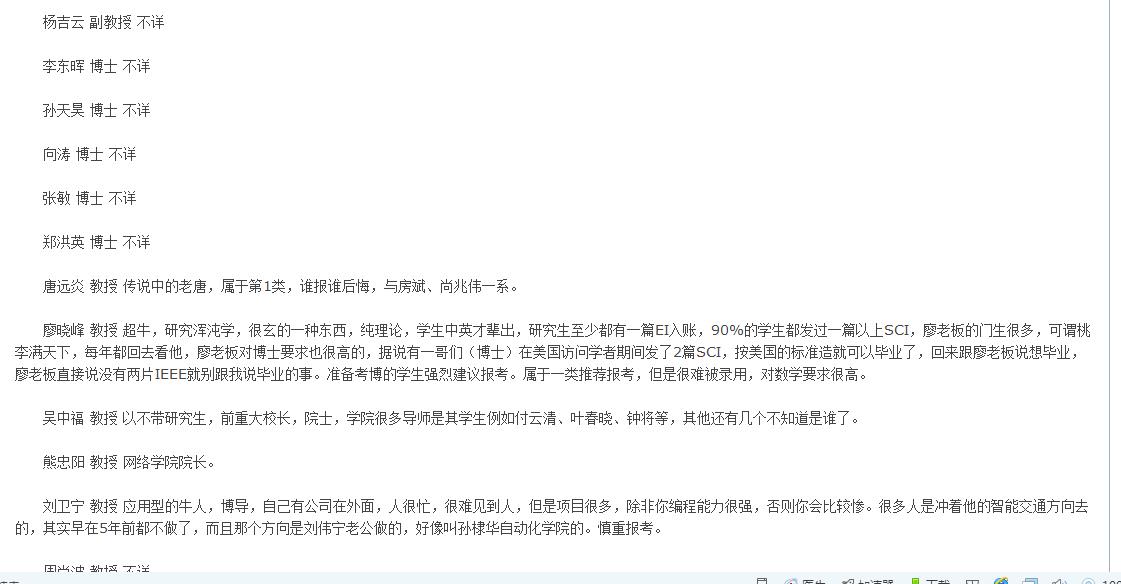 杨吉云 副教授 不详
李东晖 博士 不详
孙天昊 博士 不详
向涛 博士 不详
张敏 博士 不详
郑洪英 博士 不详
唐远炎 教授 传说中的老唐，属于第1类，谁报谁后悔，与房斌、尚兆伟一系。
廖晓峰 教授 超牛，研究浑沌学，很玄的一种东西，纯理论，学生中英才辈出，研究生至少都有一篇EI入账，90%的学生都发过一篇以上SCI，廖老板的门生很多，可谓桃
李满天下，每年都回去看他，廖老板对博士要求也很高的，据说有一哥们（博士）在美国访问学者期间发了2篇SCI，按美国的标准造就可以毕业了，回来跟廖老板说想毕业，
廖老板直接说没有两片IEEE就别跟我说毕业的事。准备考博的学生强烈建议报考。属于一类推荐报考，但是很难被录用，对数学要求很高。
吴中福 教授 以不带研究生，前重大校长，院士，学院很多导师是其学生例如付云清、叶春晓、钟将等，其他还有几个不知道是谁了。
熊忠阳 教授 网络学院院长。
刘卫宁 教授 应用型的牛人，博导，自己有公司在外面，人很忙，很难见到人，但是项目很多，除非你编程能力很强，否则你会比较惨。很多人是冲着他的智能交通方向去
的，其实早在5年前都不做了，而且那个方向是刘伟宁老公做的，好像叫孙棣华自动化学院的。慎重报考。
周尚波 教授 不详
医生 加速器 下载